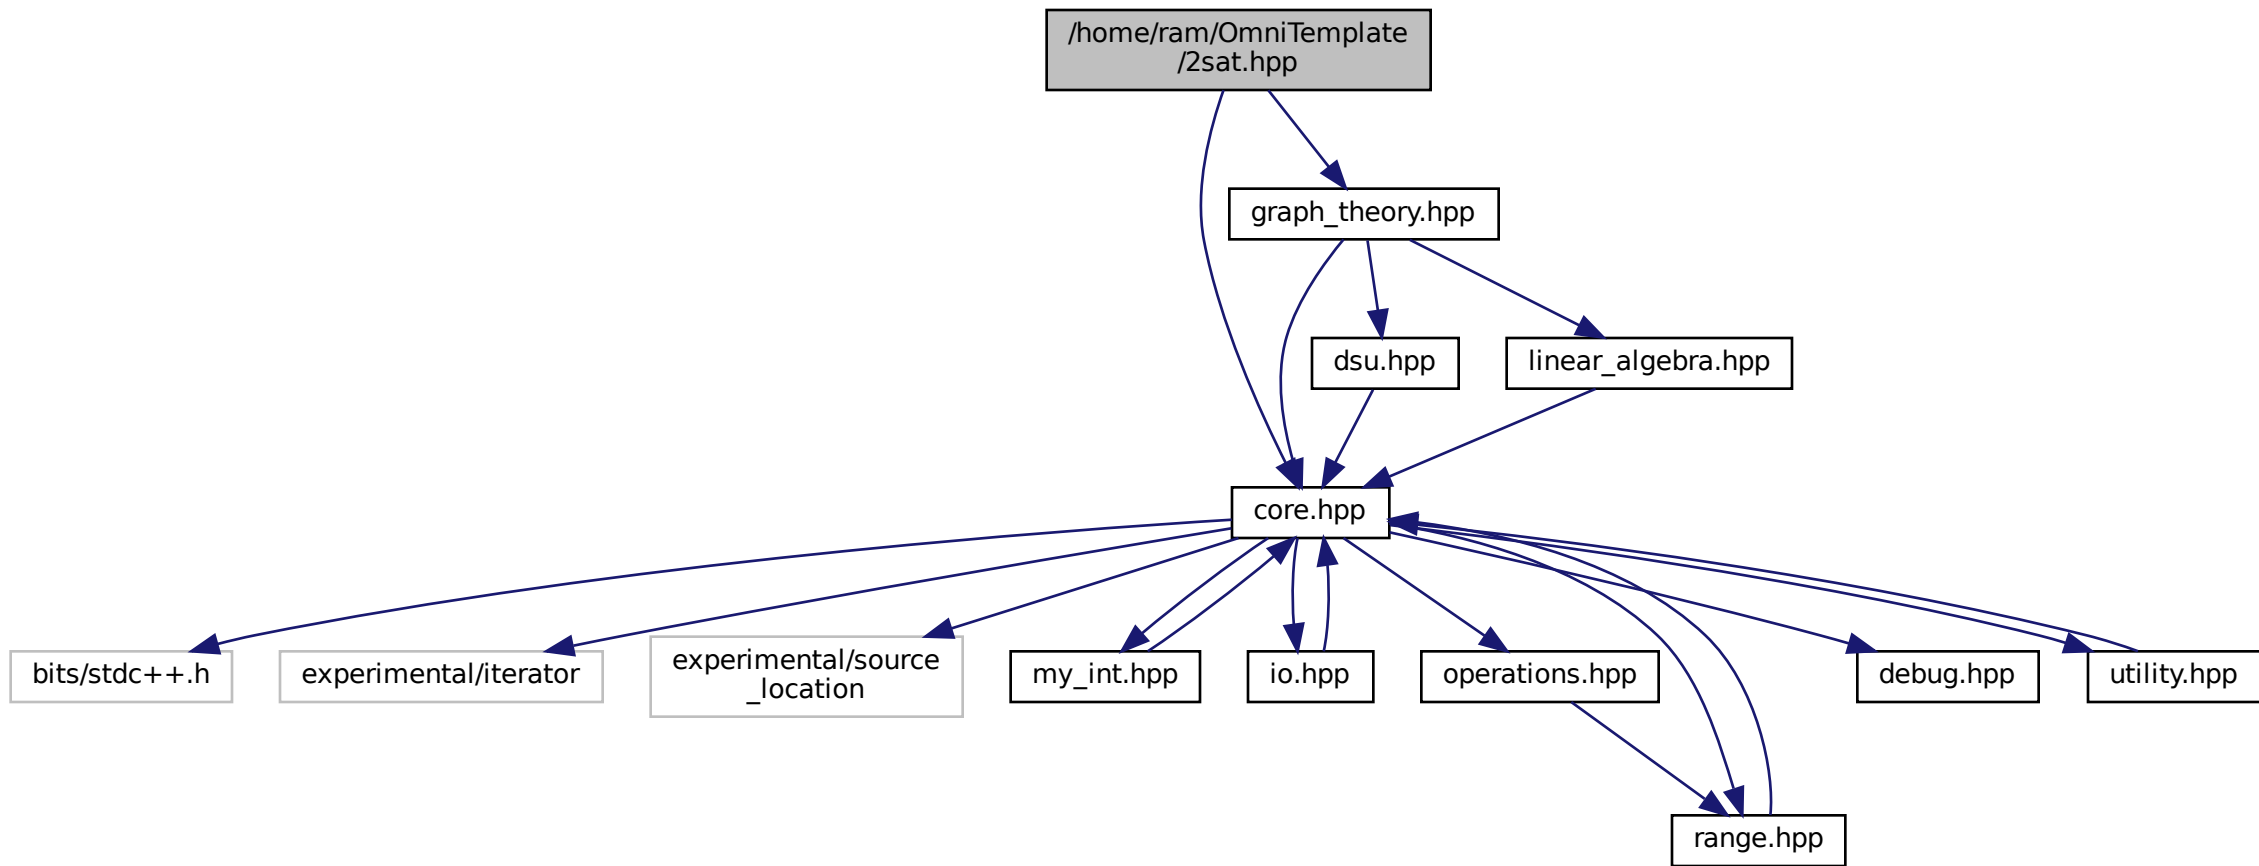 /home/ram/OmniTemplate
/2sat.hpp
graph_theory.hpp
dsu.hpp
linear_algebra.hpp
core.hpp
bits/stdc++.h
experimental/iterator
experimental/source
_location
my_int.hpp
io.hpp
operations.hpp
debug.hpp
utility.hpp
range.hpp